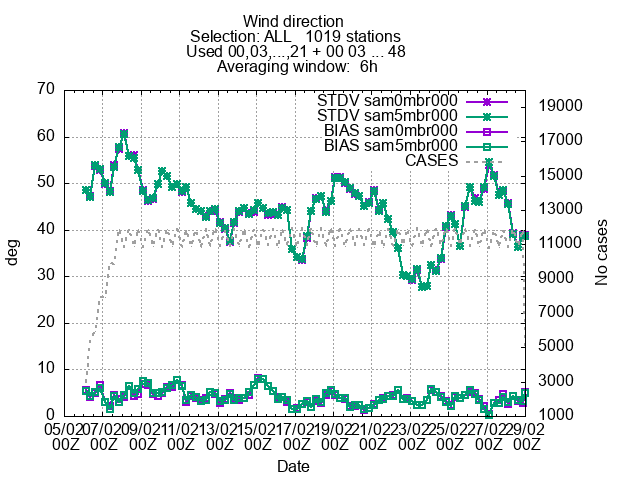 Wind direction
Selection: ALL   1019 stations
Used 00,03,...,21 + 00 03 ... 48
Averaging window:  6h
STDV sam0mbr000
STDV sam5mbr000
BIAS sam0mbr000
BIAS sam5mbr000
CASES
deg
70
60
50
40
30
20
10
0
No cases
19000
17000
15000
13000
11000
9000
7000
5000
3000
1000
05/02 07/02 09/02 11/02 13/02 15/02 17/02 19/02 21/02 23/02 25/02 27/02 29/02
00Z 00Z 00Z 00Z 00Z 00Z 00Z 00Z 00Z 00Z 00Z 00Z 00Z
Date